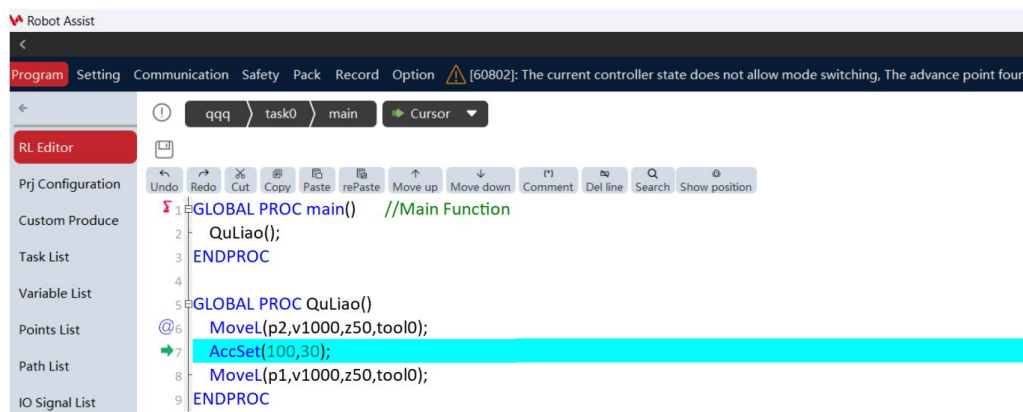 Robot Assist
Program Setting Communication Safety Pack Record Option [60802]: The current controller state does not allow mode switching, The advance point four
qqq task0 main Cursor
RL Editor
Undo Redo Cut Copy Paste rePaste Move up Move down Comment Del line Search Show position
Prj Configuration
Custom Produce
Task List
Variable List
Points List
Path List
IO Signal List
1 GLOBAL PROC main() //Main Function
2 QuLiao();
3 ENDPROC
4
5 GLOBAL PROC QuLiao()
@6 MoveL(p2,v1000,z50,tool0);
7 AccSet(100,30);
8 MoveL(p1,v1000,z50,tool0);
9 ENDPROC